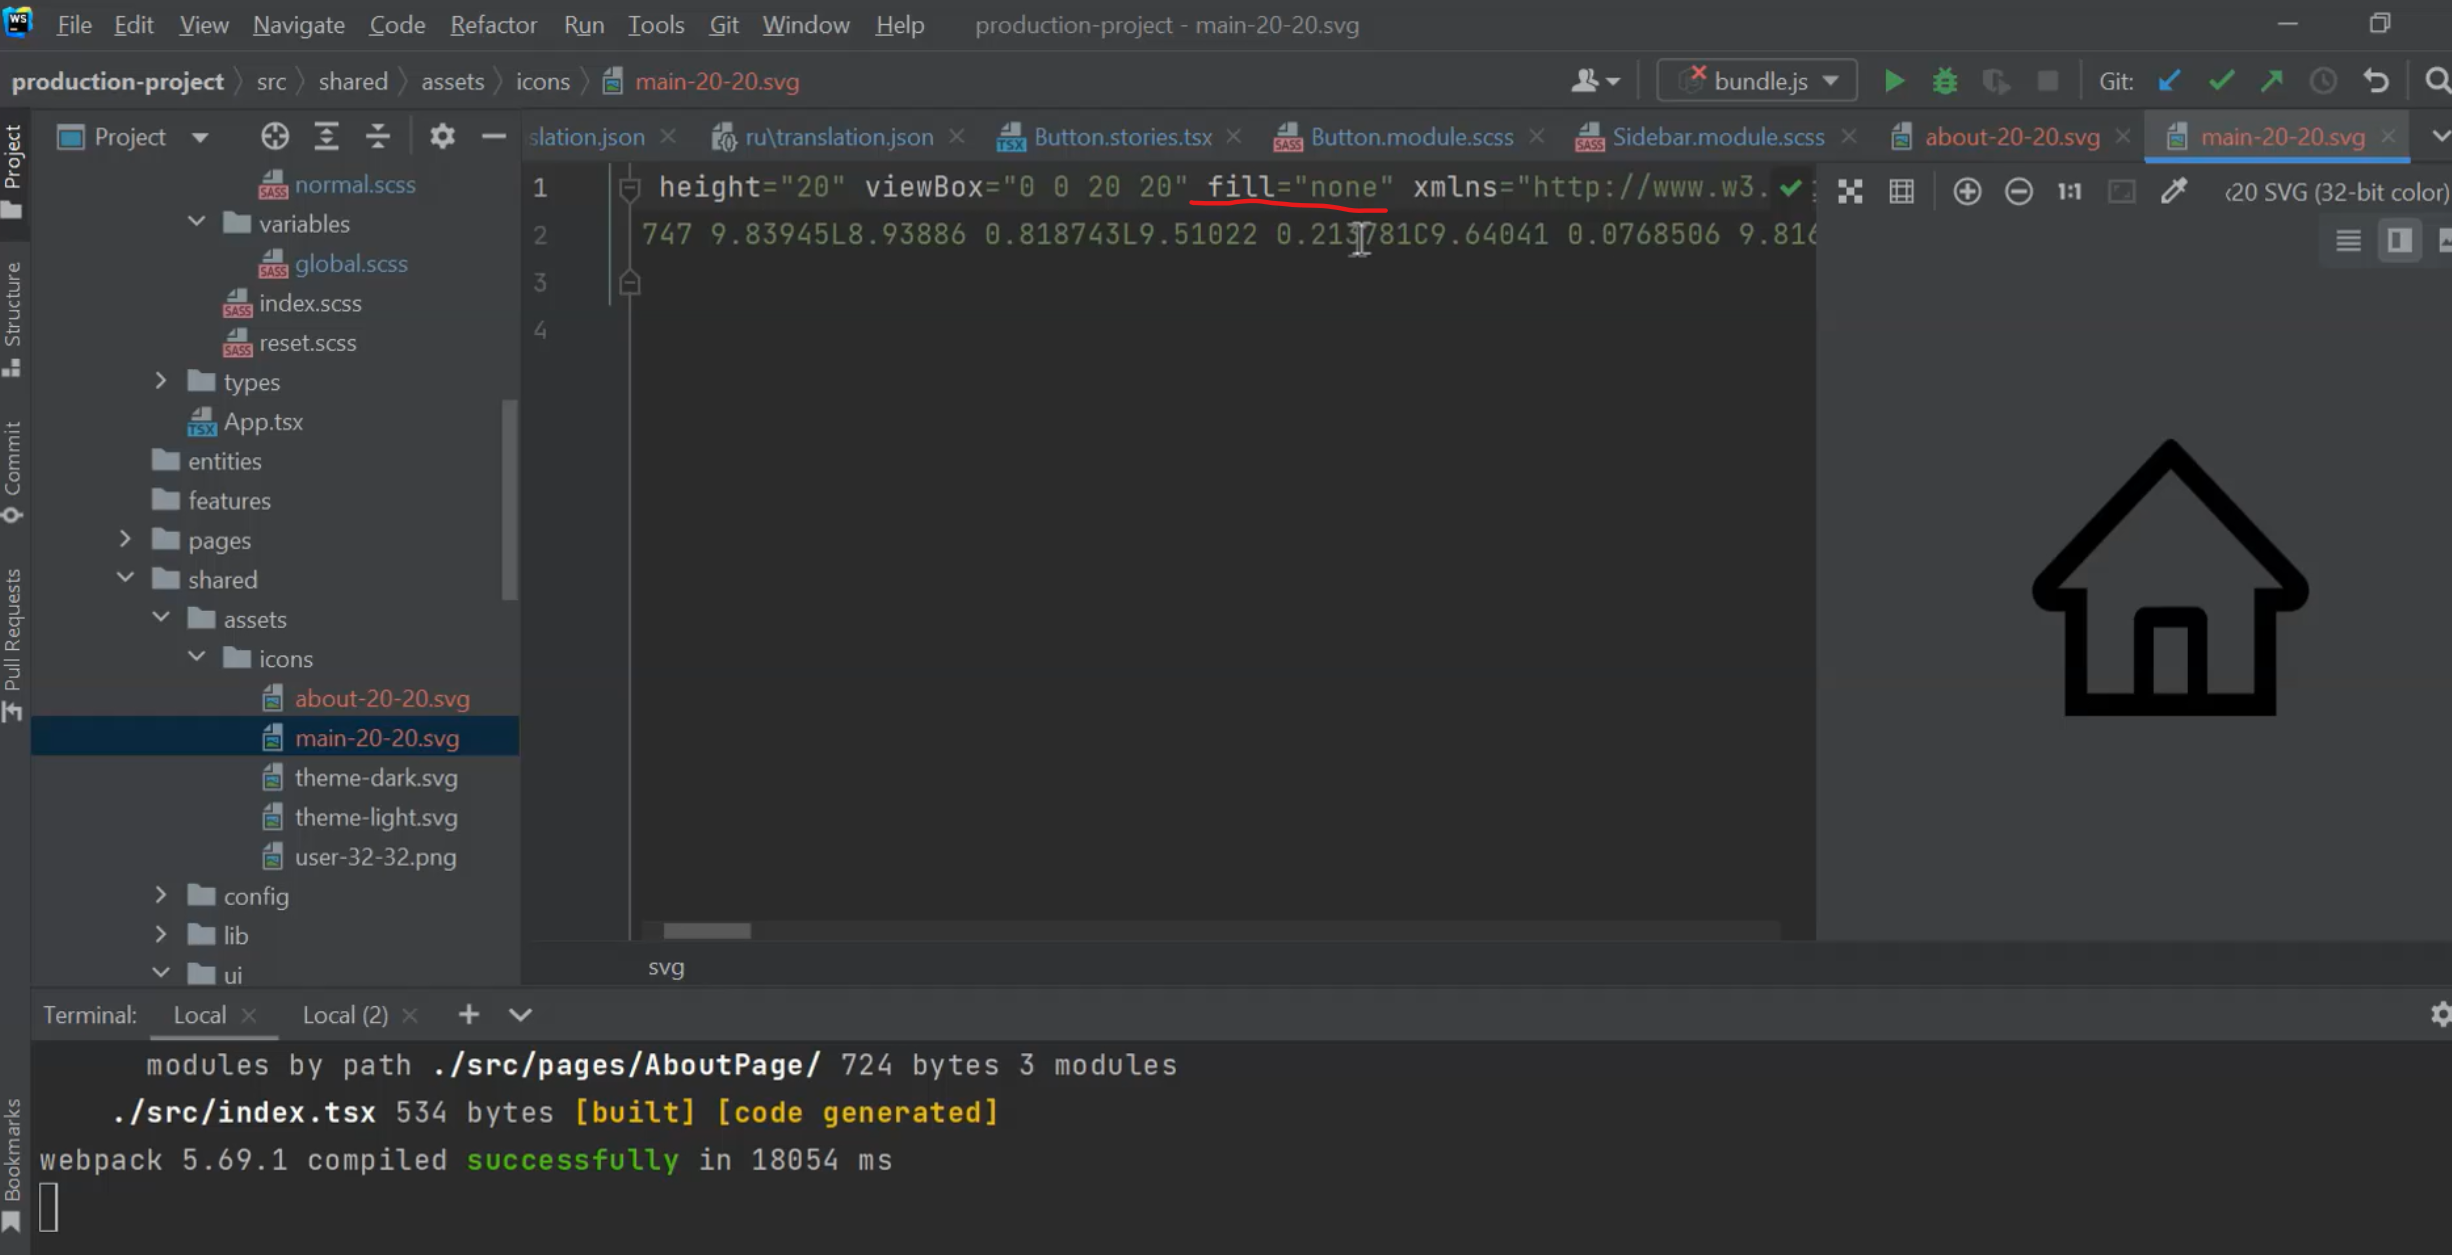 WS File Edit View Navigate Code Refactor Run Tools Git Window Help production-project - main-20-20.svg
production-project src shared assets icons main-20-20.svg bundle.js Git:
Project slation.json ru\translation.json Button.stories.tsx Button.module.scss Sidebar.module.scss about-20-20.svg main-20-20.svg
Project
Structure
Commit
Pull Requests
Bookmarks
normal.scss
variables
global.scss
index.scss
reset.scss
types
App.tsx
entities
features
pages
shared
assets
icons
about-20-20.svg
main-20-20.svg
theme-dark.svg
theme-light.svg
user-32-32.png
config
lib
ui
1 height="20" viewBox="0 0 20 20" fill="none" xmlns="http://www.w3.
2 747 9.83945L8.93886 0.818743L9.51022 0.213781C9.64041 0.0768506 9.816
3
4
1:1 20 SVG (32-bit color)
svg
Terminal: Local Local (2)
modules by path ./src/pages/AboutPage/ 724 bytes 3 modules
./src/index.tsx 534 bytes [built] [code generated]
webpack 5.69.1 compiled successfully in 18054 ms